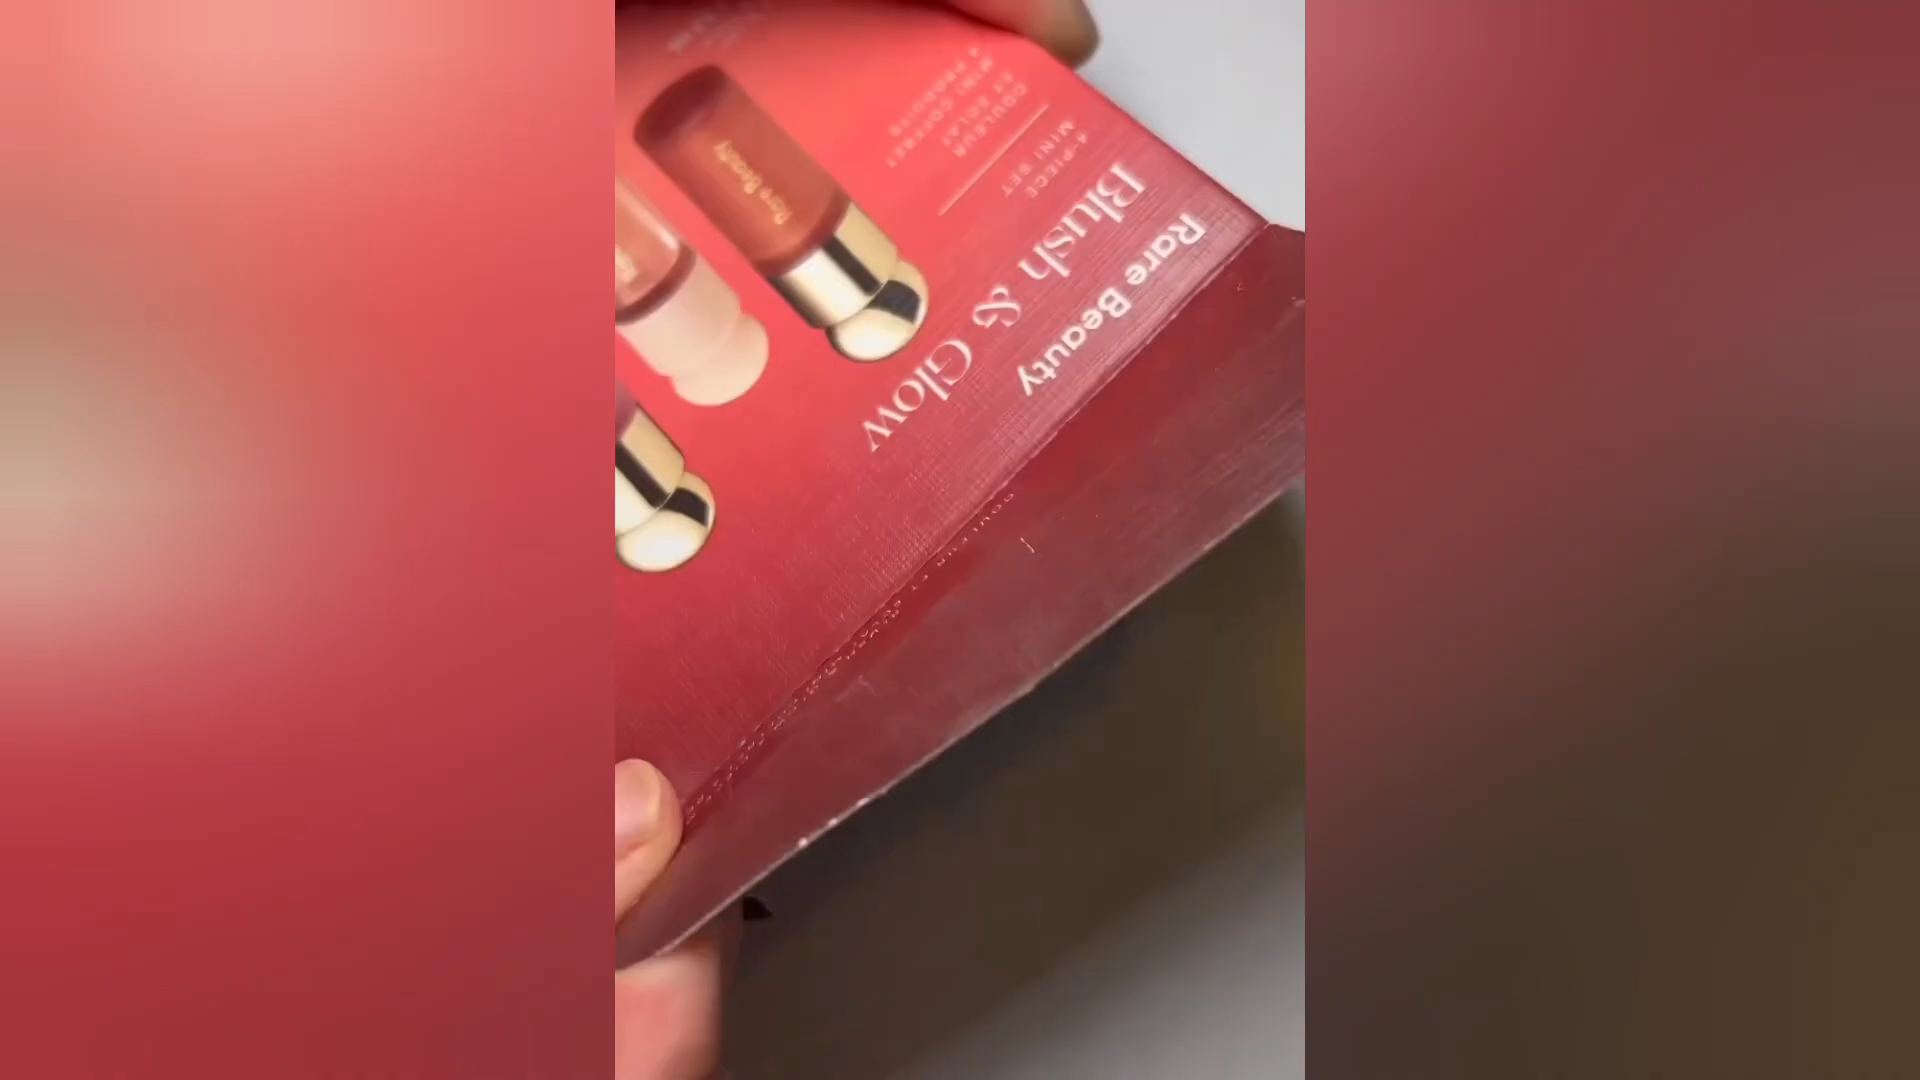 Rare Beauty
Blush & Glow
4-PIECE
MINI SET
COULEUR
ET ÉCLAT
MINI COFFRET
4 PRODUITS
Rare Beauty